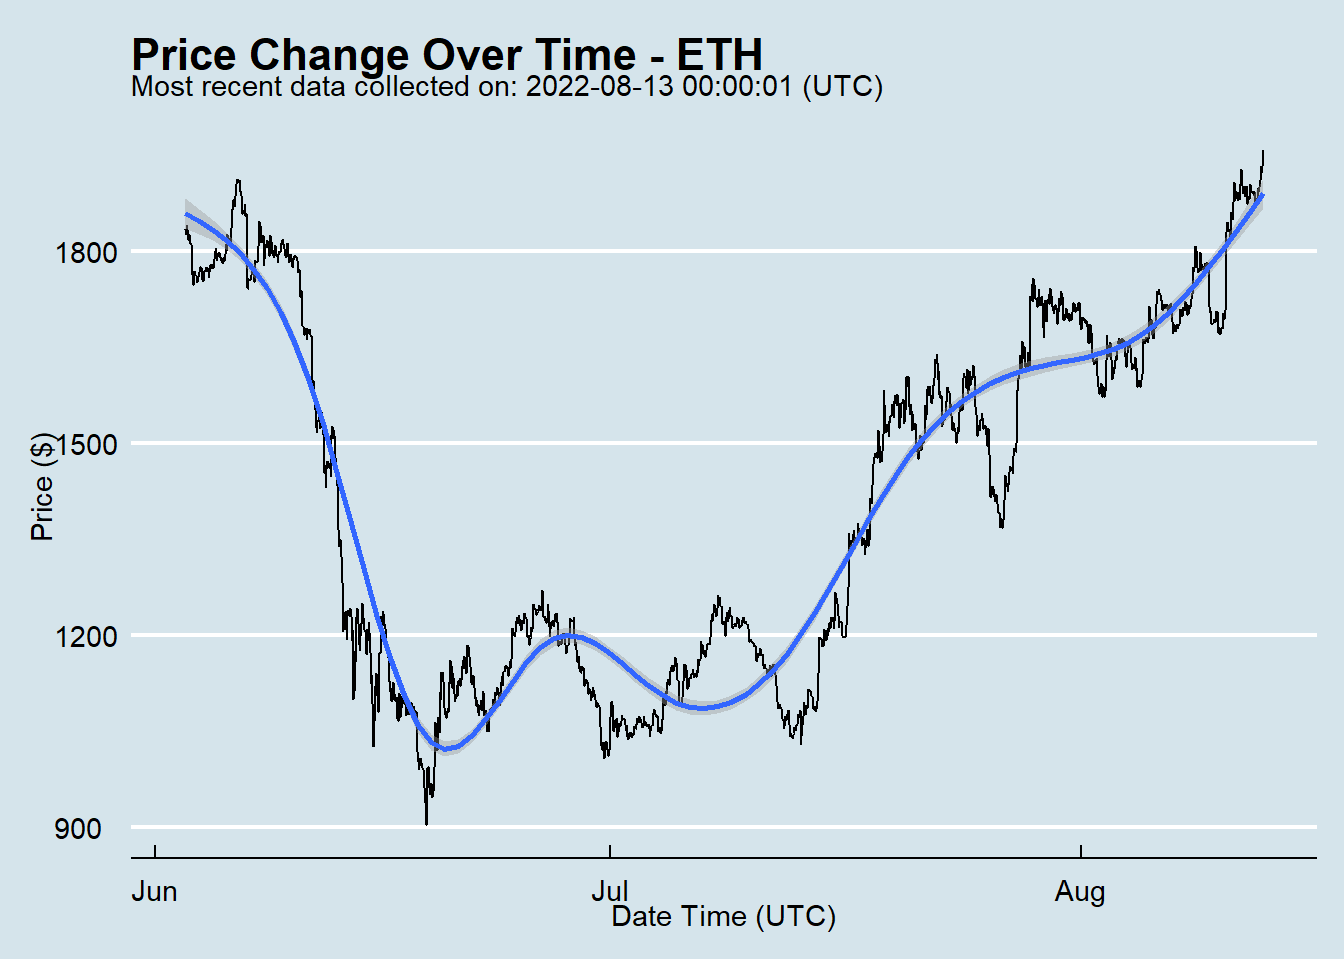 Price Change Over Time - ETH
Most recent data collected on: 2022-08-13 00:00:01 (UTC)
1800
1500
1200
900
Price ($)
Jun
Jul
Aug
Date Time (UTC)